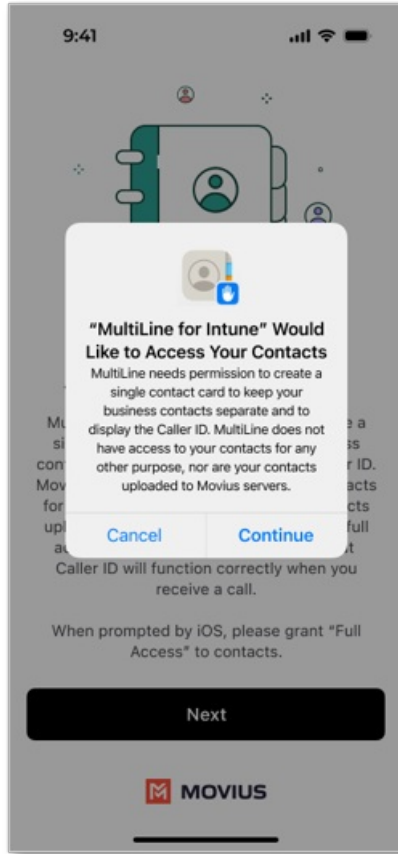 9:41
“MultiLine for Intune” Would
Like to Access Your Contacts
MultiLine needs permission to create a
single contact card to keep your
business contacts separate and to
display the Caller ID. MultiLine does not
have access to your contacts for any
other purpose, nor are your contacts
uploaded to Movius servers.
Cancel
Continue
Caller ID will function correctly when you
receive a call.
When prompted by iOS, please grant “Full
Access” to contacts.
Next
MOVIUS